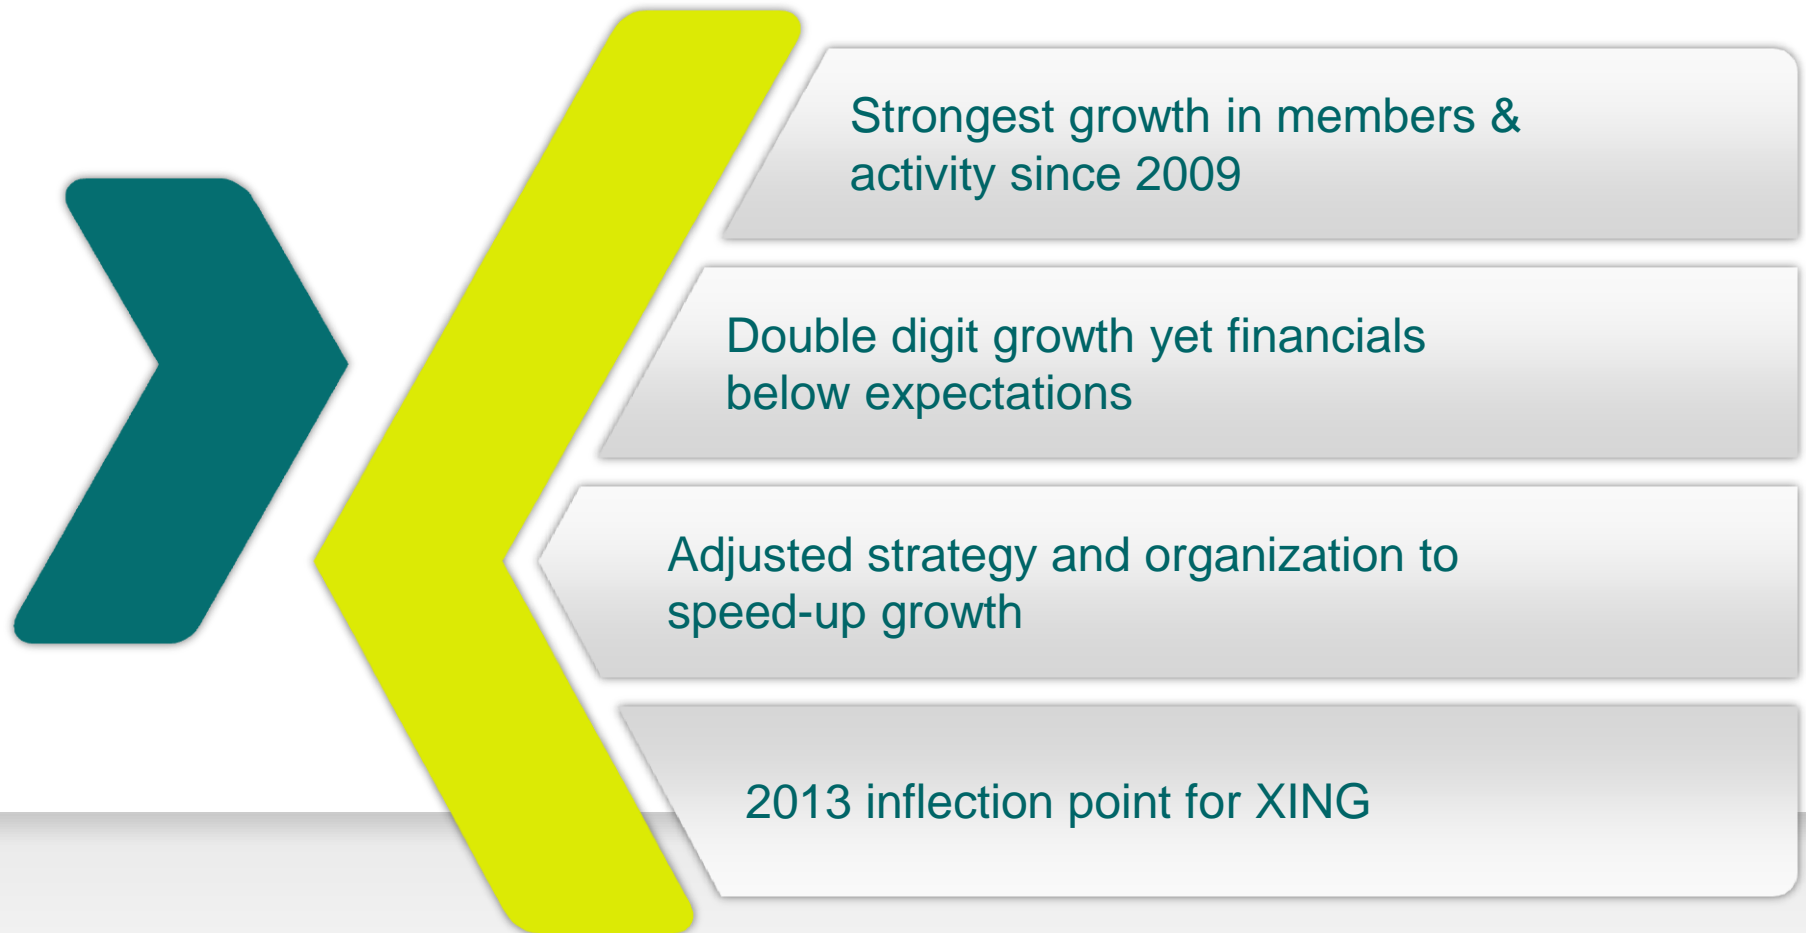 Strongest growth in members &
activity since 2009
Double digit growth yet financials
below expectations
Adjusted strategy and organization to
speed-up growth
2013 inflection point for XING